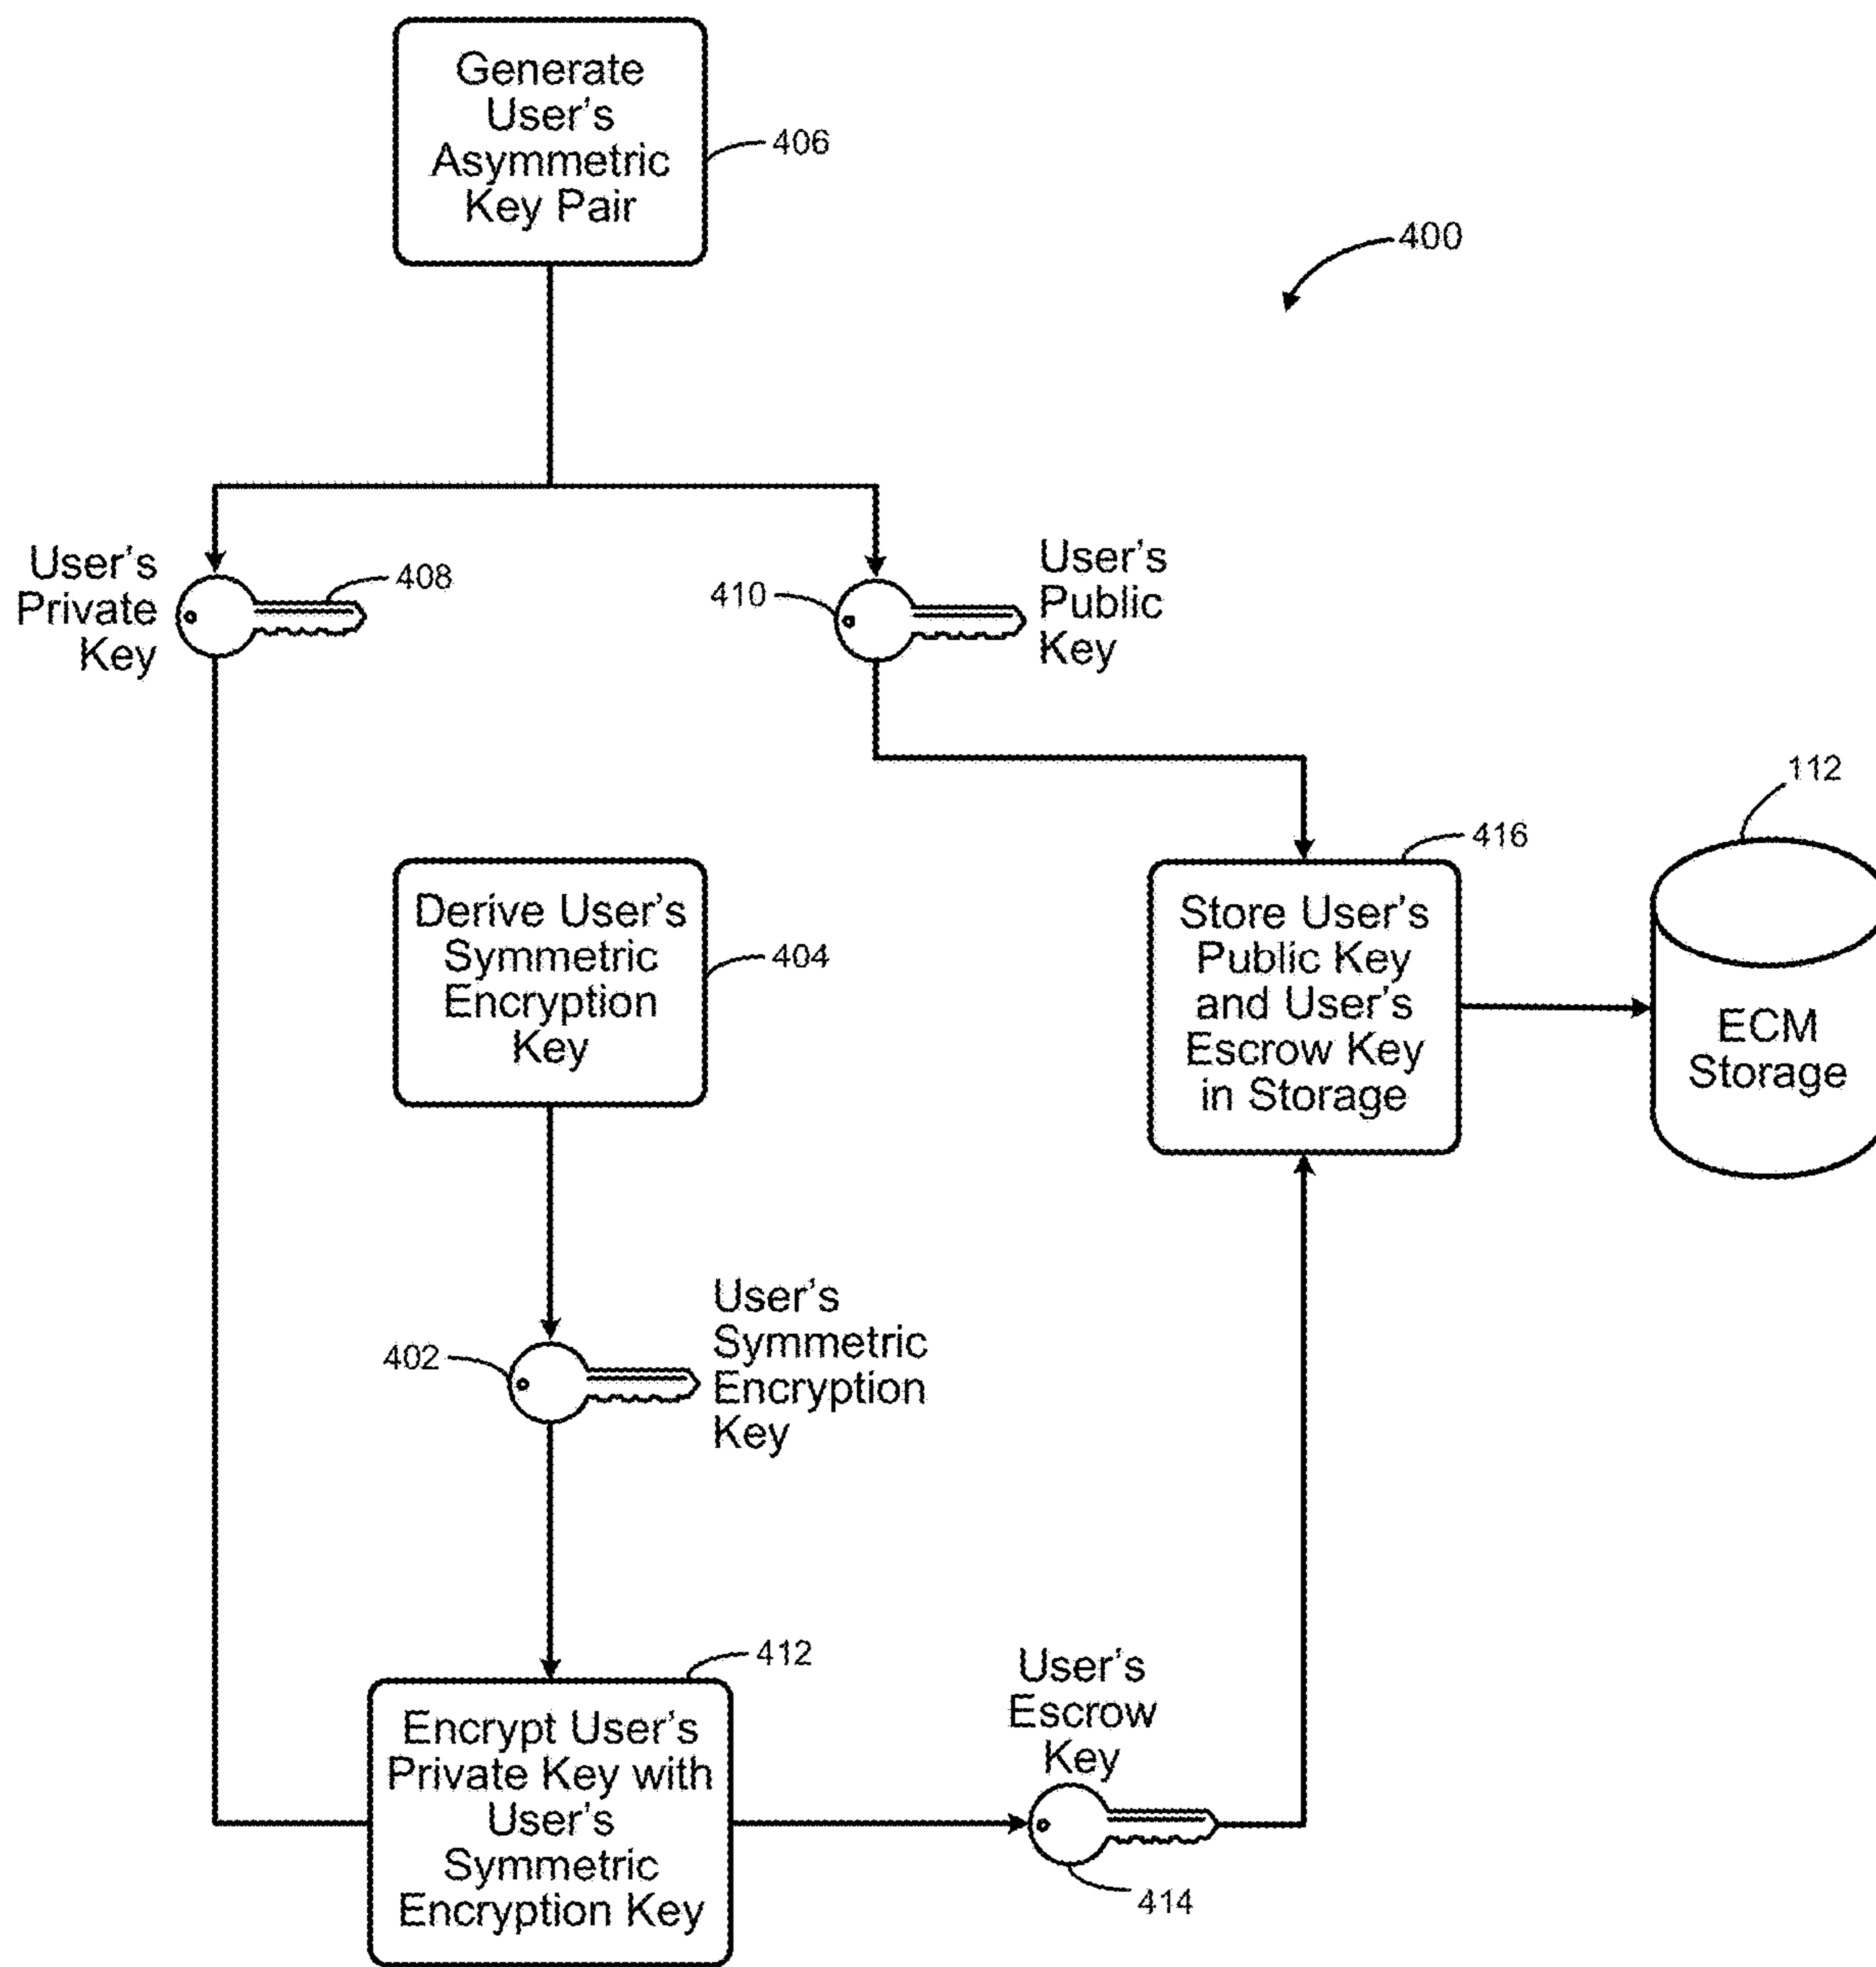 Generate
User's
Asymmetric
Key Pair
406
400
User's
Private
Key
408
410
User's
Public
Key
112
416
Derive User's
Symmetric
Encryption
Key
404
Store User's
Public Key
and User's
Escrow Key
in Storage
ECM
Storage
402
User's
Symmetric
Encryption
Key
412
Encrypt User's
Private Key with
User's
Symmetric
Encryption Key
User's
Escrow
Key
414